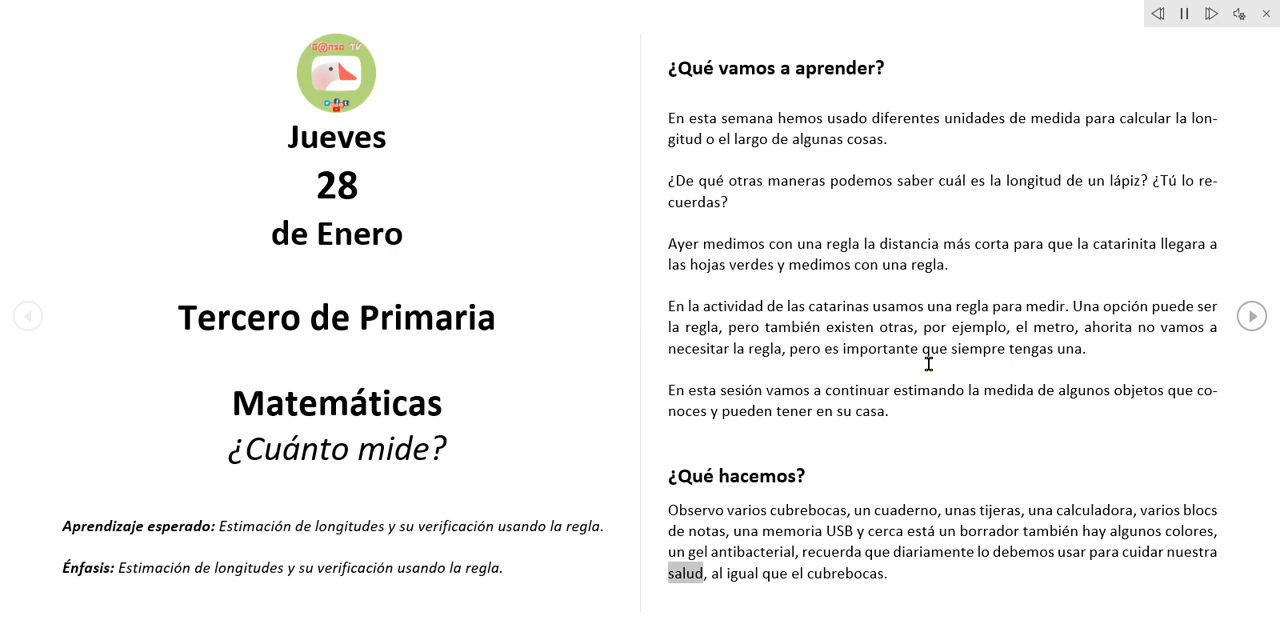 G@nso TV
Jueves
28
de Enero
Tercero de Primaria
Matemáticas
¿Cuánto mide?
Aprendizaje esperado: Estimación de longitudes y su verificación usando la regla.
Énfasis: Estimación de longitudes y su verificación usando la regla.
¿Qué vamos a aprender?
En esta semana hemos usado diferentes unidades de medida para calcular la lon-
gitud o el largo de algunas cosas.
¿De qué otras maneras podemos saber cuál es la longitud de un lápiz? ¿Tú lo re-
cuerdas?
Ayer medimos con una regla la distancia más corta para que la catarinita llegara a
las hojas verdes y medimos con una regla.
En la actividad de las catarinas usamos una regla para medir. Una opción puede ser
la regla, pero también existen otras, por ejemplo, el metro, ahorita no vamos a
necesitar la regla, pero es importante que siempre tengas una.
En esta sesión vamos a continuar estimando la medida de algunos objetos que co-
noces y pueden tener en su casa.
¿Qué hacemos?
Observo varios cubrebocas, un cuaderno, unas tijeras, una calculadora, varios blocs
de notas, una memoria USB y cerca está un borrador también hay algunos colores,
un gel antibacterial, recuerda que diariamente lo debemos usar para cuidar nuestra
salud, al igual que el cubrebocas.